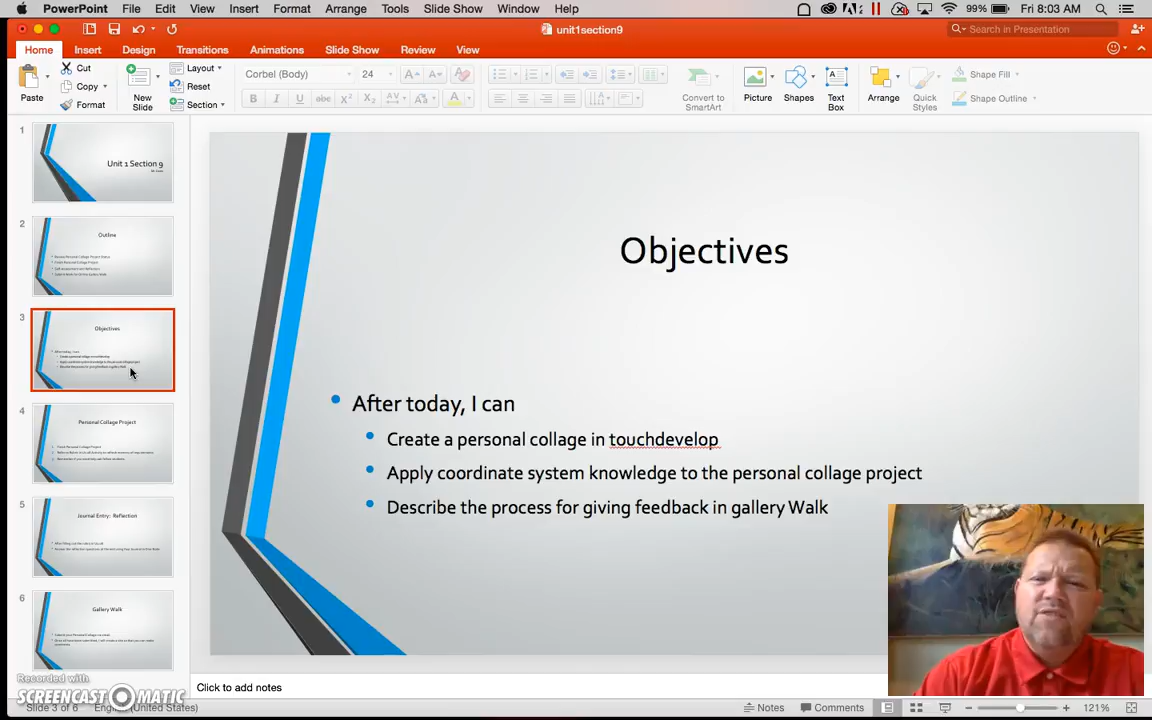 PowerPoint File Edit View Insert Format Arrange Tools Slide Show Window Help 99% Fri 8:03 AM
unit1section9 Search in Presentation
Home Insert Design Transitions Animations Slide Show Review View
Cut Layout Corbel (Body) 24 Convert to SmartArt Shape Fill
Copy Reset
Paste Format New Slide Section Picture Shapes Text Box Arrange Quick Styles Shape Outline
1
Unit 1 Section 9
2
Outline
3
Objectives
4
Personal Collage Project
5
Journal Entry: Reflection
6
Gallery Walk
Objectives
After today, I can
Create a personal collage in touchdevelop
Apply coordinate system knowledge to the personal collage project
Describe the process for giving feedback in gallery Walk
Click to add notes
Recorded with
SCREENCAST MATIC
Slide 3 of 6 English (United States) Notes Comments 121%